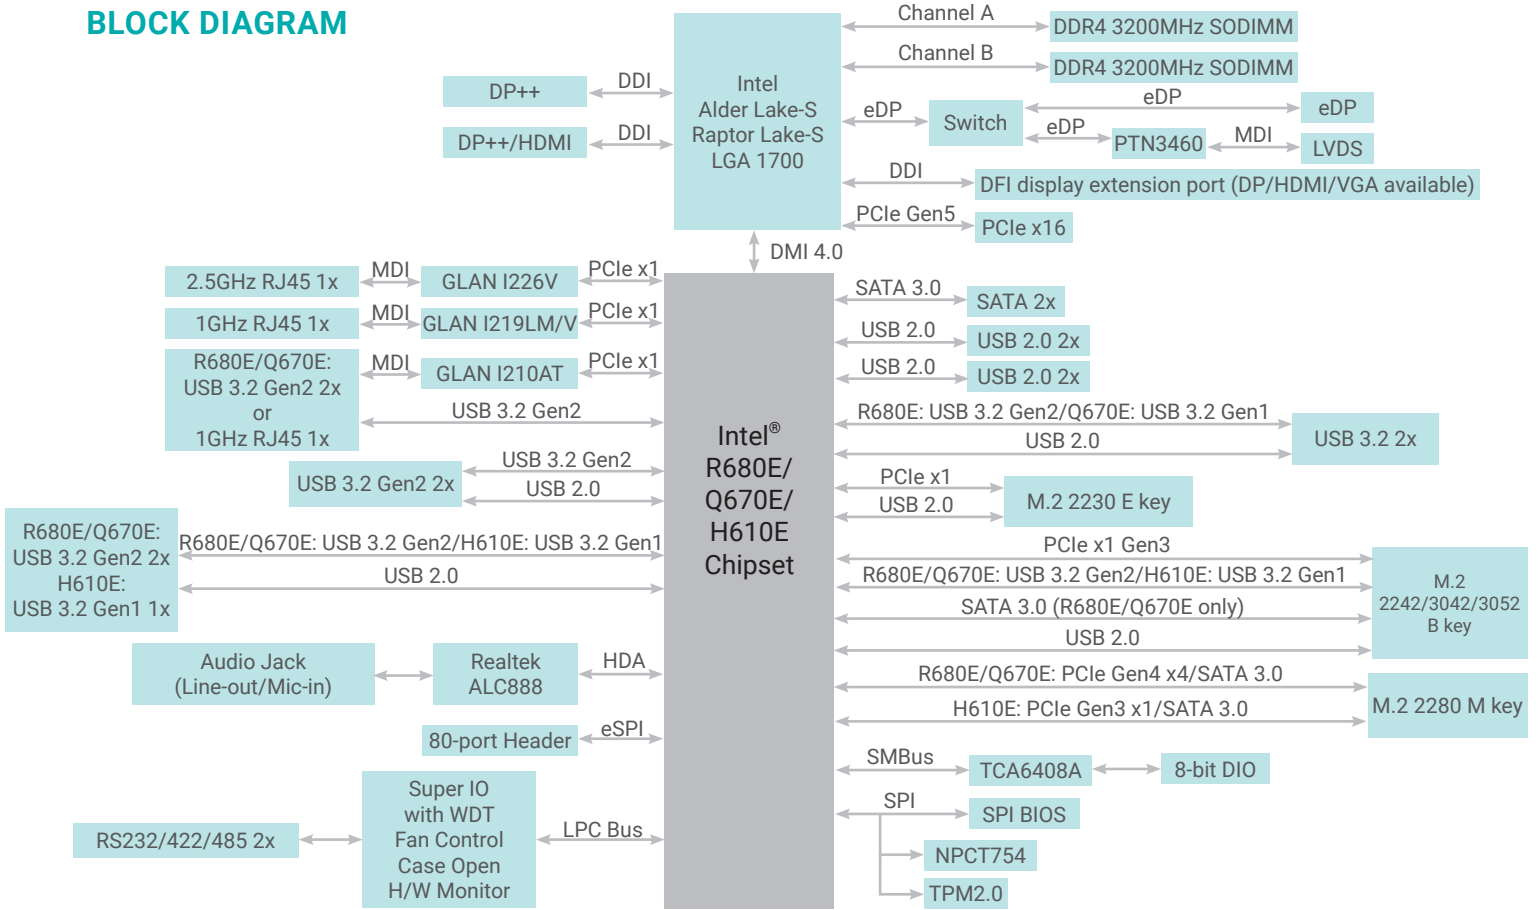 BLOCK DIAGRAM
DP++
DDI
DP++/HDMI
DDI
Intel
Alder Lake-S
Raptor Lake-S
LGA 1700
Channel A
DDR4 3200MHz SODIMM
Channel B
DDR4 3200MHz SODIMM
eDP
Switch
eDP
eDP
eDP
PTN3460
MDI
LVDS
DDI
DFI display extension port (DP/HDMI/VGA available)
PCIe Gen5
PCIe x16
DMI 4.0
2.5GHz RJ45 1x
MDI
GLAN I226V
PCIe x1
1GHz RJ45 1x
MDI
GLAN I219LM/V
PCIe x1
R680E/Q670E:
USB 3.2 Gen2 2x
or
1GHz RJ45 1x
MDI
GLAN I210AT
PCIe x1
USB 3.2 Gen2
USB 3.2 Gen2 2x
USB 3.2 Gen2
USB 2.0
R680E/Q670E:
USB 3.2 Gen2 2x
H610E:
USB 3.2 Gen1 1x
R680E/Q670E: USB 3.2 Gen2/H610E: USB 3.2 Gen1
USB 2.0
Audio Jack
(Line-out/Mic-in)
Realtek
ALC888
HDA
80-port Header
eSPI
RS232/422/485 2x
Super IO
with WDT
Fan Control
Case Open
H/W Monitor
LPC Bus
Intel®
R680E/
Q670E/
H610E
Chipset
SATA 3.0
SATA 2x
USB 2.0
USB 2.0 2x
USB 2.0
USB 2.0 2x
R680E: USB 3.2 Gen2/Q670E: USB 3.2 Gen1
USB 2.0
USB 3.2 2x
PCIe x1
USB 2.0
M.2 2230 E key
PCIe x1 Gen3
R680E/Q670E: USB 3.2 Gen2/H610E: USB 3.2 Gen1
SATA 3.0 (R680E/Q670E only)
USB 2.0
M.2
2242/3042/3052
B key
R680E/Q670E: PCIe Gen4 x4/SATA 3.0
H610E: PCIe Gen3 x1/SATA 3.0
M.2 2280 M key
SMBus
TCA6408A
8-bit DIO
SPI
SPI BIOS
NPCT754
TPM2.0